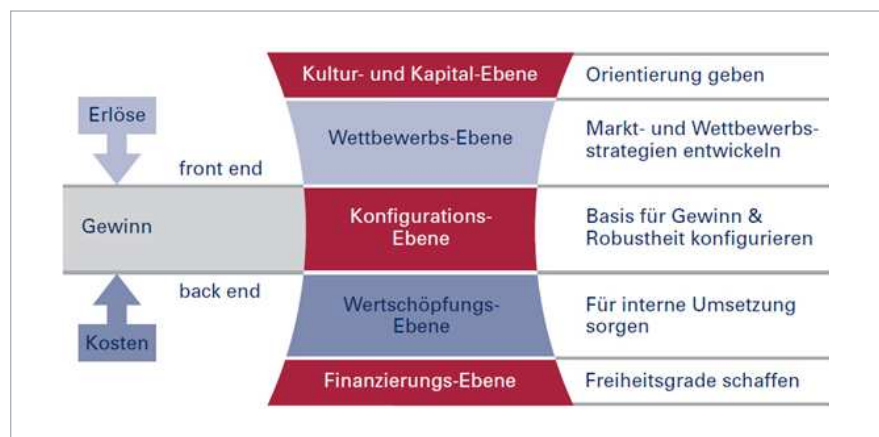 Kultur- und Kapital-Ebene
Orientierung geben
Erlöse
front end
Wettbewerbs-Ebene
Markt- und Wettbewerbs-
strategien entwickeln
Gewinn
Konfigurations-
Ebene
Basis für Gewinn &
Robustheit konfigurieren
back end
Kosten
Wertschöpfungs-
Ebene
Für interne Umsetzung
sorgen
Finanzierungs-Ebene
Freiheitsgrade schaffen